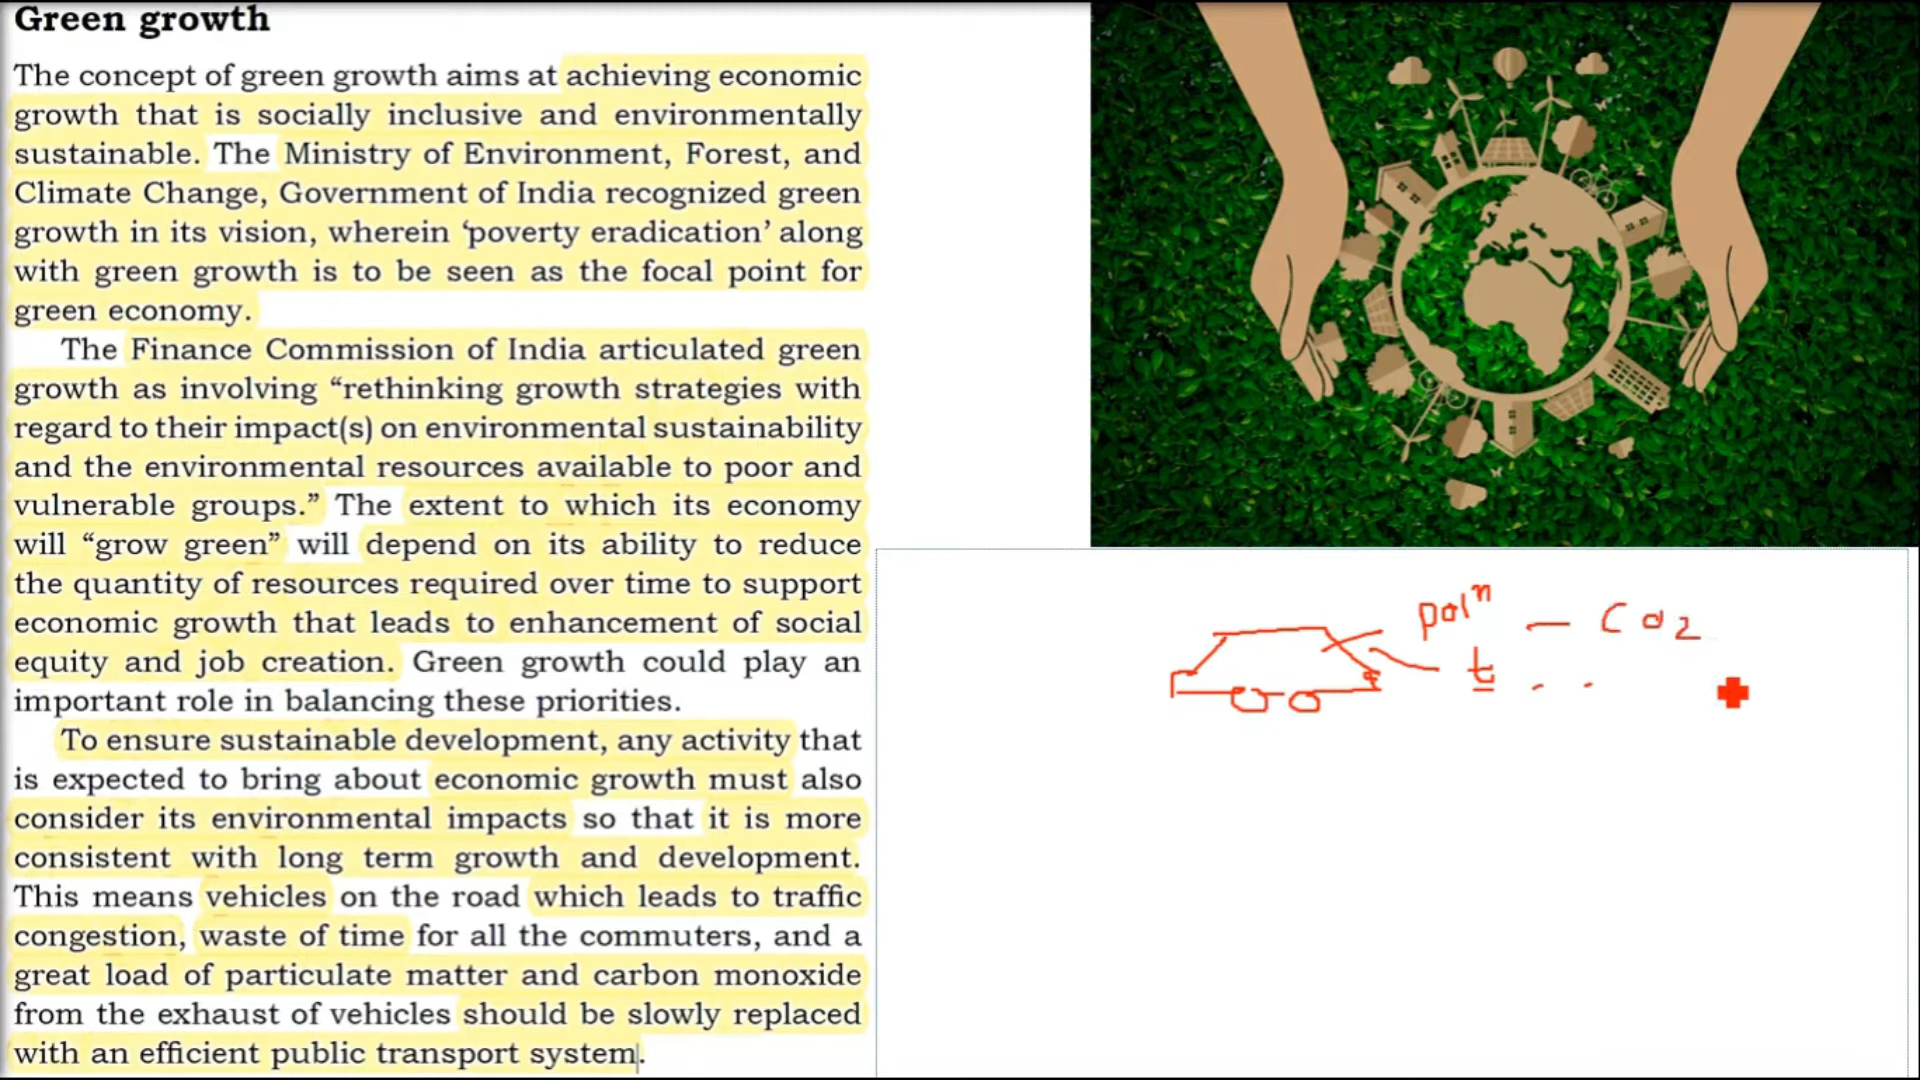 Green growth
The concept of green growth aims at achieving economic
growth that is socially inclusive and environmentally
sustainable. The Ministry of Environment, Forest, and
Climate Change, Government of India recognized green
growth in its vision, wherein ‘poverty eradication’ along
with green growth is to be seen as the focal point for
green economy.
The Finance Commission of India articulated green
growth as involving “rethinking growth strategies with
regard to their impact(s) on environmental sustainability
and the environmental resources available to poor and
vulnerable groups.” The extent to which its economy
will “grow green” will depend on its ability to reduce
the quantity of resources required over time to support
economic growth that leads to enhancement of social
equity and job creation. Green growth could play an
important role in balancing these priorities.
To ensure sustainable development, any activity that
is expected to bring about economic growth must also
consider its environmental impacts so that it is more
consistent with long term growth and development.
This means vehicles on the road which leads to traffic
congestion, waste of time for all the commuters, and a
great load of particulate matter and carbon monoxide
from the exhaust of vehicles should be slowly replaced
with an efficient public transport system.
polⁿ — CO2
t